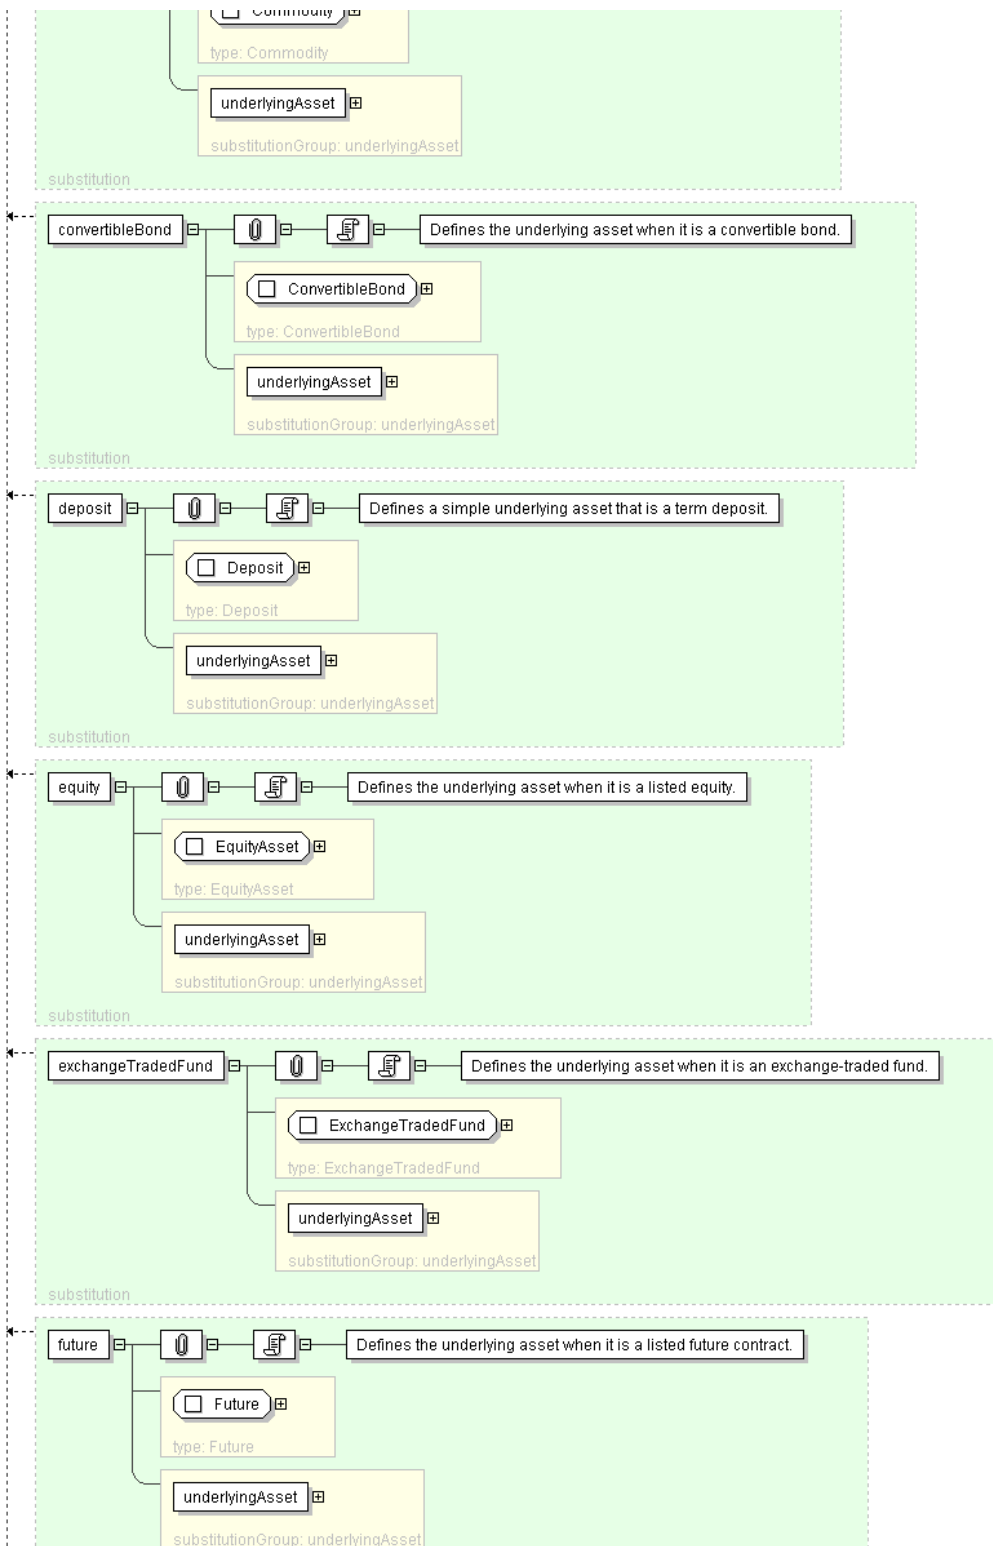 Commodity
type: Commodity
underlyingAsset
substitutionGroup: underlyingAsset
substitution
convertibleBond
Defines the underlying asset when it is a convertible bond.
ConvertibleBond
type: ConvertibleBond
underlyingAsset
substitutionGroup: underlyingAsset
substitution
deposit
Defines a simple underlying asset that is a term deposit.
Deposit
type: Deposit
underlyingAsset
substitutionGroup: underlyingAsset
substitution
equity
Defines the underlying asset when it is a listed equity.
EquityAsset
type: EquityAsset
underlyingAsset
substitutionGroup: underlyingAsset
substitution
exchangeTradedFund
Defines the underlying asset when it is an exchange-traded fund.
ExchangeTradedFund
type: ExchangeTradedFund
underlyingAsset
substitutionGroup: underlyingAsset
substitution
future
Defines the underlying asset when it is a listed future contract.
Future
type: Future
underlyingAsset
substitutionGroup: underlyingAsset